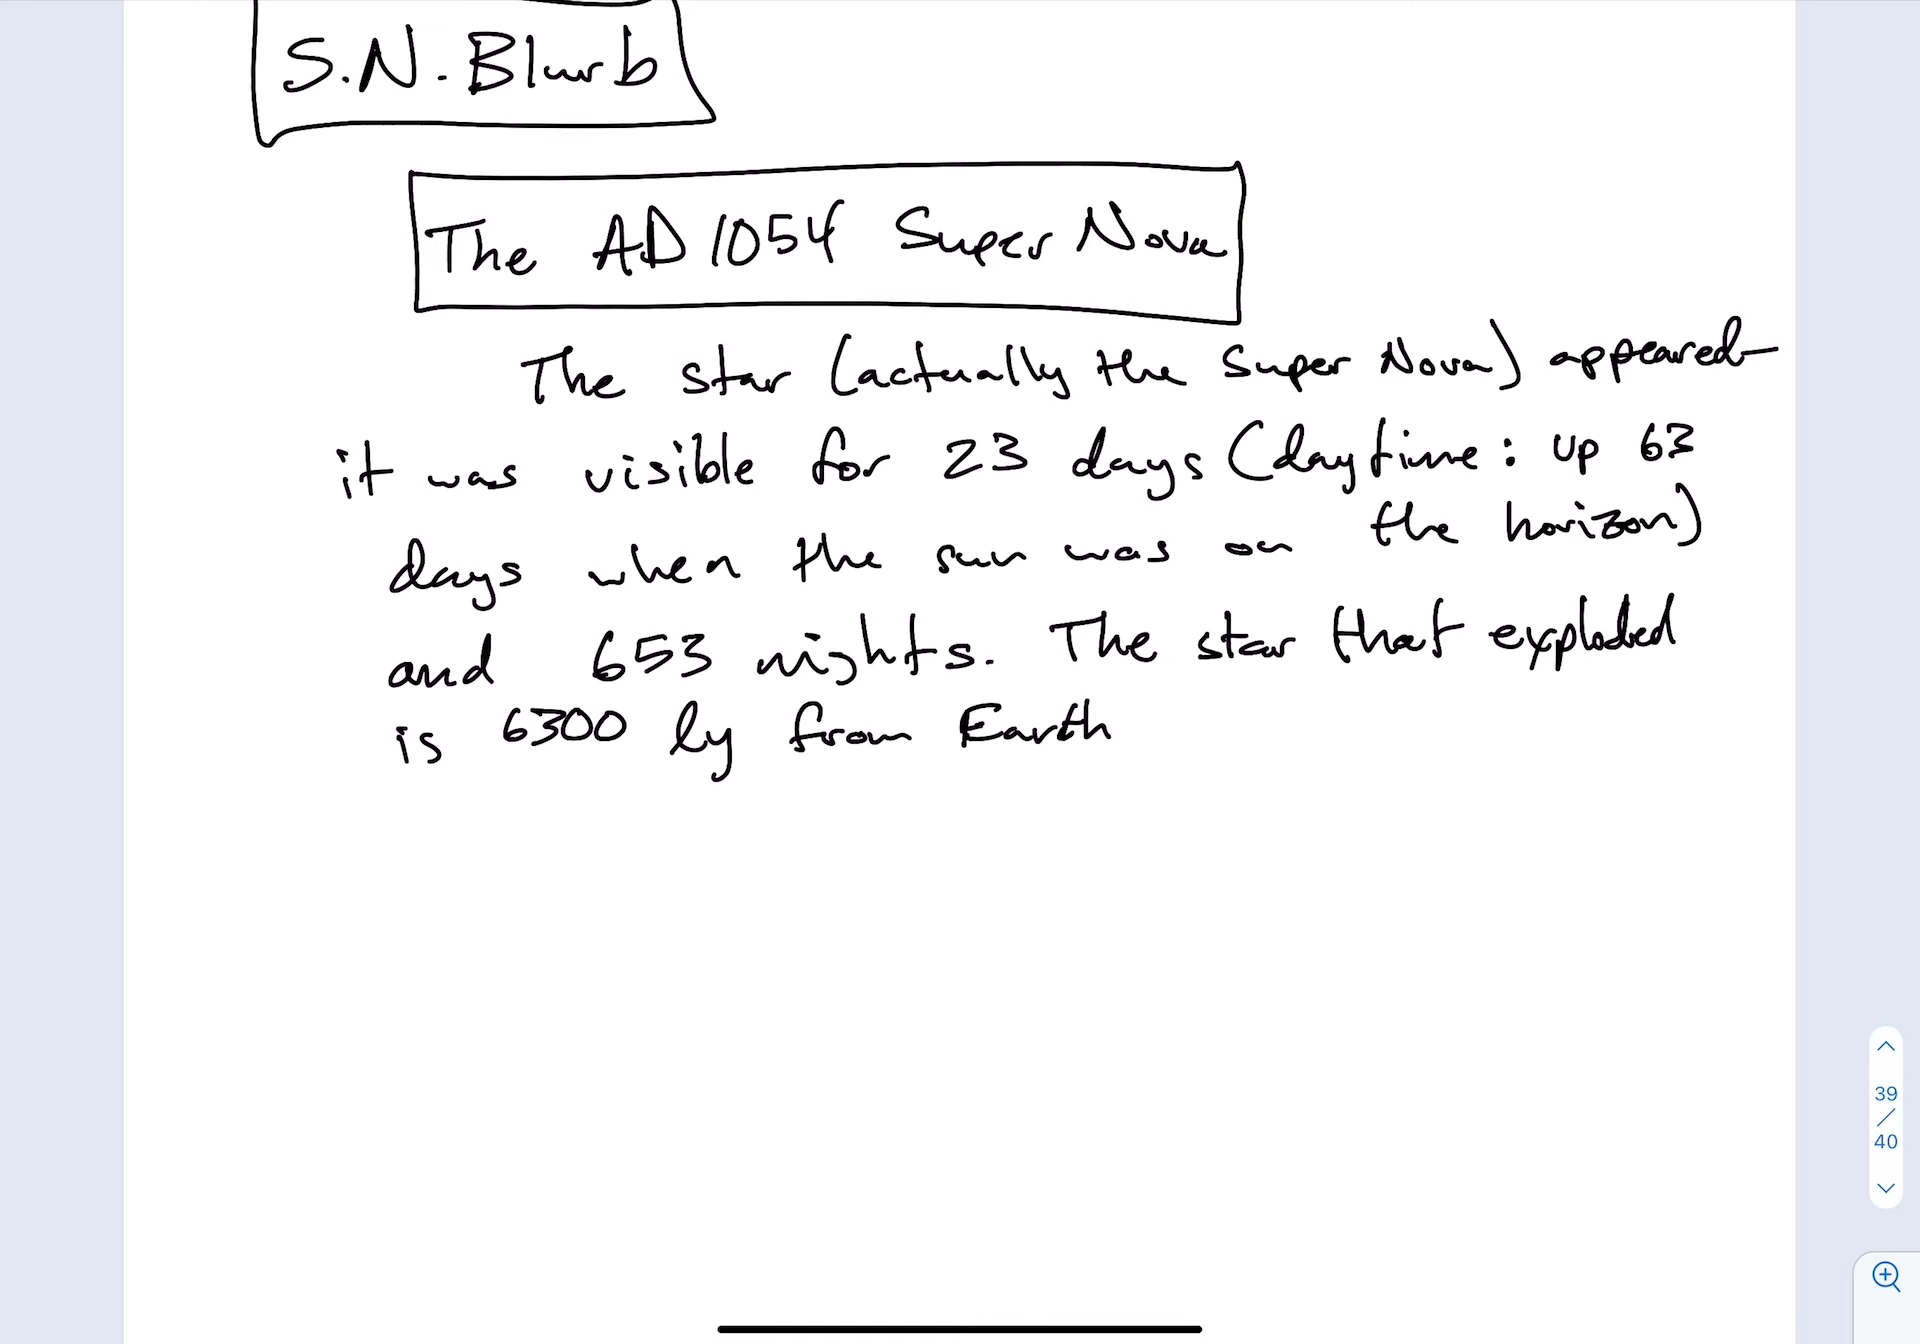 S.N. Blurb
The AD 1054 Super Nova
The star (actually the Super Nova) appeared-
it was visible for 23 days (daytime: up 63
days when the sun was on the horizon)
and 653 nights. The star that exploded
is 6300 ly from Earth
39
/
40